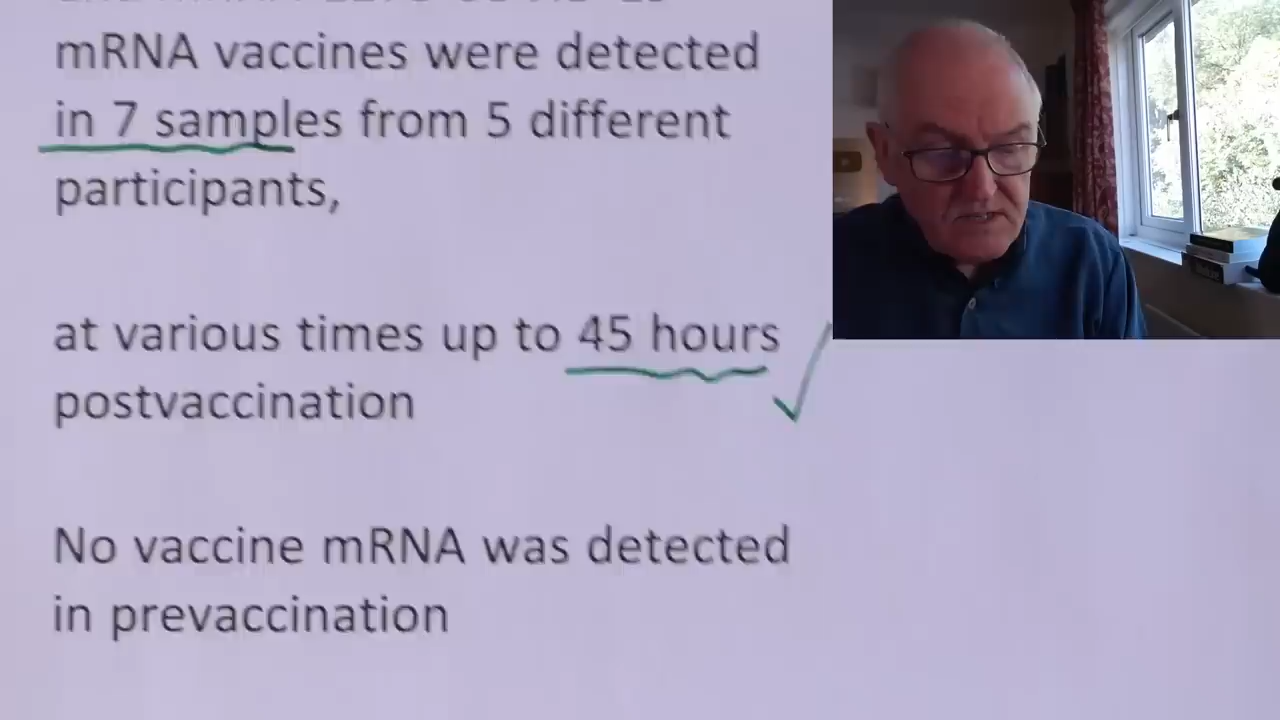 mRNA vaccines were detected
in 7 samples from 5 different
participants,
at various times up to 45 hours
postvaccination
No vaccine mRNA was detected
in prevaccination